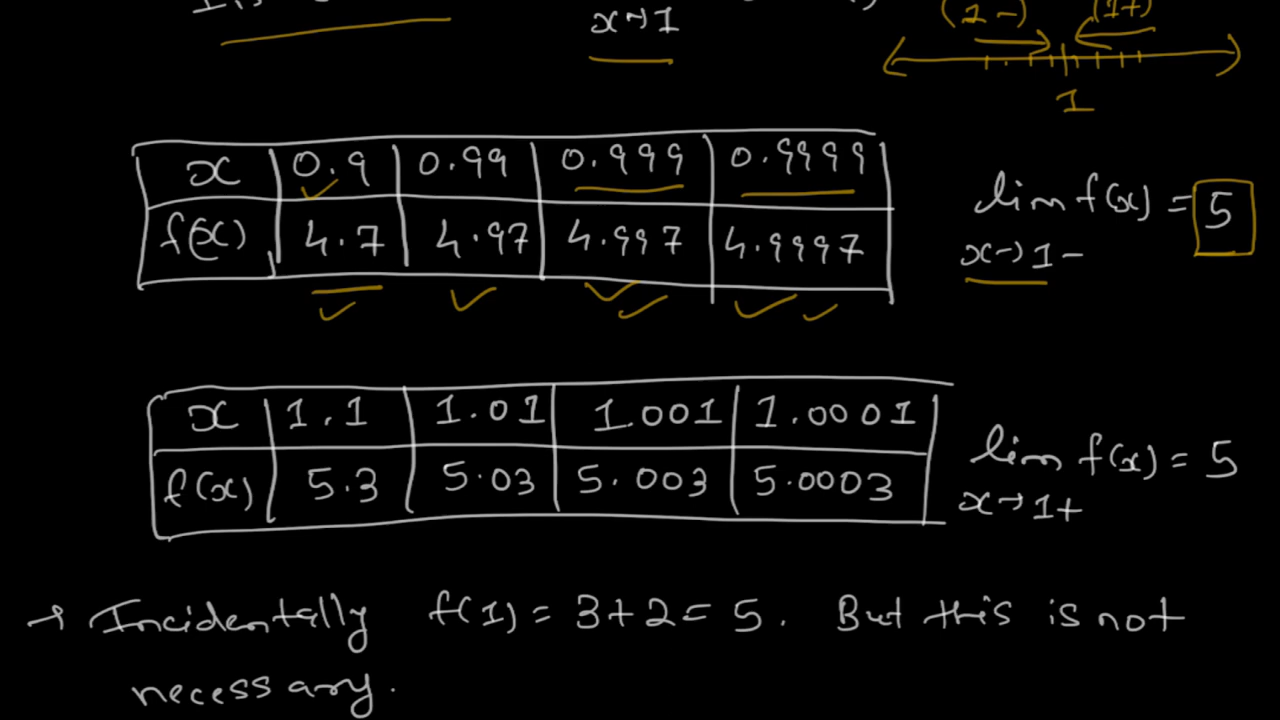 x→1
(1-) (1+)
1
x 0.9 0.99 0.999 0.9999
f(x) 4.7 4.97 4.997 4.9997
lim f(x) = 5
x→1-
x 1.1 1.01 1.001 1.0001
f(x) 5.3 5.03 5.003 5.0003
lim f(x) = 5
x→1+
→ Incidentally f(1) = 3+2= 5. But this is not
necessary.